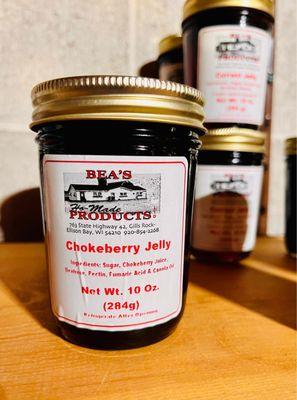 BEA'S
Ho-Made
PRODUCTS
763 State Highway 42, Gills Rock-
Ellison Bay, WI 54210 920-854-2268
Chokeberry Jelly
Ingredients: Sugar, Chokeberry Juice,
Dextrose, Pectin, Fumaric Acid & Canola Oil
Net Wt. 10 Oz.
(284g)
Refrigerate After Opening
Currant Jelly